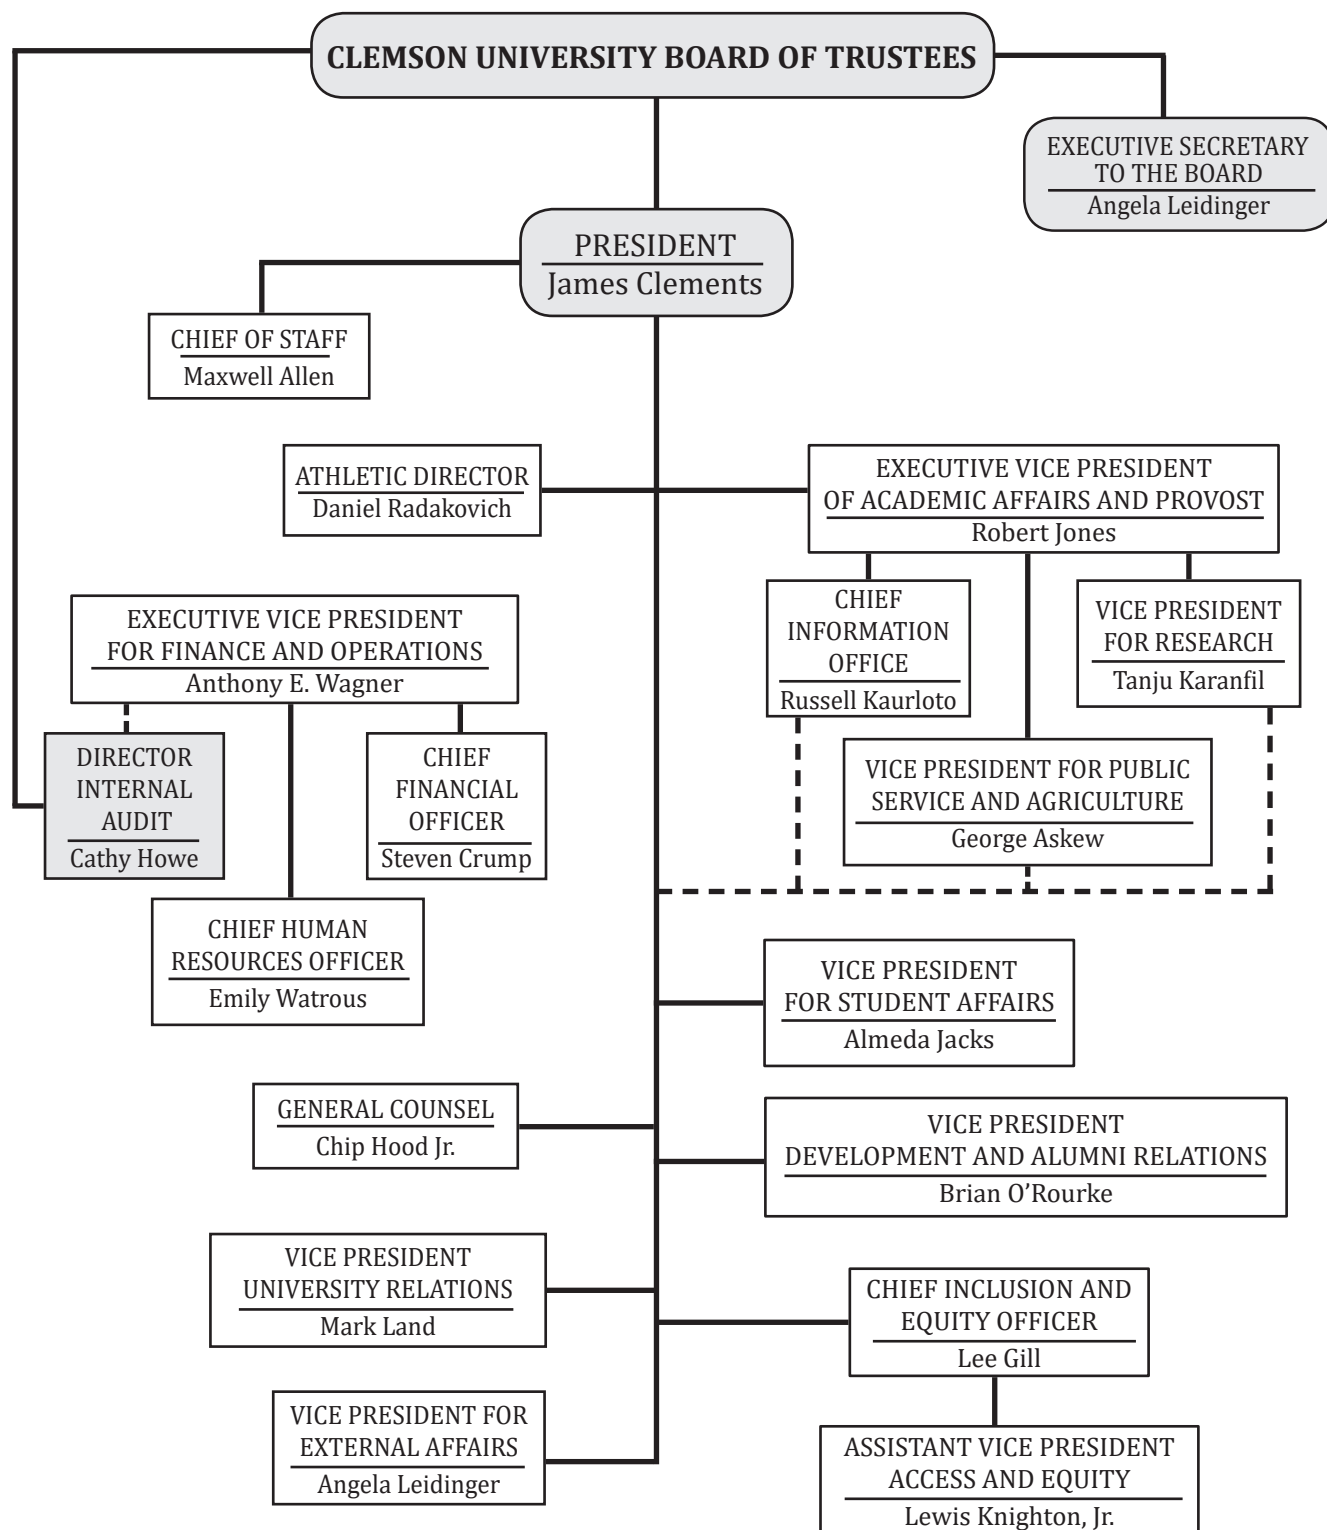 CLEMSON UNIVERSITY BOARD OF TRUSTEES
EXECUTIVE SECRETARY
TO THE BOARD
Angela Leidinger
PRESIDENT
James Clements
CHIEF OF STAFF
Maxwell Allen
ATHLETIC DIRECTOR
Daniel Radakovich
EXECUTIVE VICE PRESIDENT
OF ACADEMIC AFFAIRS AND PROVOST
Robert Jones
EXECUTIVE VICE PRESIDENT
FOR FINANCE AND OPERATIONS
Anthony E. Wagner
CHIEF
INFORMATION
OFFICE
Russell Kaurloto
VICE PRESIDENT
FOR RESEARCH
Tanju Karanfil
DIRECTOR
INTERNAL
AUDIT
Cathy Howe
CHIEF
FINANCIAL
OFFICER
Steven Crump
VICE PRESIDENT FOR PUBLIC
SERVICE AND AGRICULTURE
George Askew
CHIEF HUMAN
RESOURCES OFFICER
Emily Watrous
VICE PRESIDENT
FOR STUDENT AFFAIRS
Almeda Jacks
GENERAL COUNSEL
Chip Hood Jr.
VICE PRESIDENT
DEVELOPMENT AND ALUMNI RELATIONS
Brian O’Rourke
VICE PRESIDENT
UNIVERSITY RELATIONS
Mark Land
CHIEF INCLUSION AND
EQUITY OFFICER
Lee Gill
VICE PRESIDENT FOR
EXTERNAL AFFAIRS
Angela Leidinger
ASSISTANT VICE PRESIDENT
ACCESS AND EQUITY
Lewis Knighton, Jr.